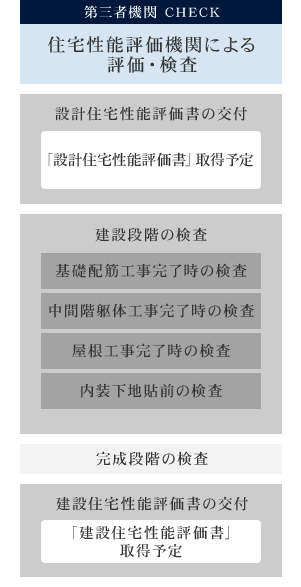 第三者機関 CHECK
住宅性能評価機関による
評価・検査
設計住宅性能評価書の交付
「設計住宅性能評価書」取得予定
建設段階の検査
基礎配筋工事完了時の検査
中間階躯体工事完了時の検査
屋根工事完了時の検査
内装下地貼前の検査
完成段階の検査
建設住宅性能評価書の交付
「建設住宅性能評価書」
取得予定